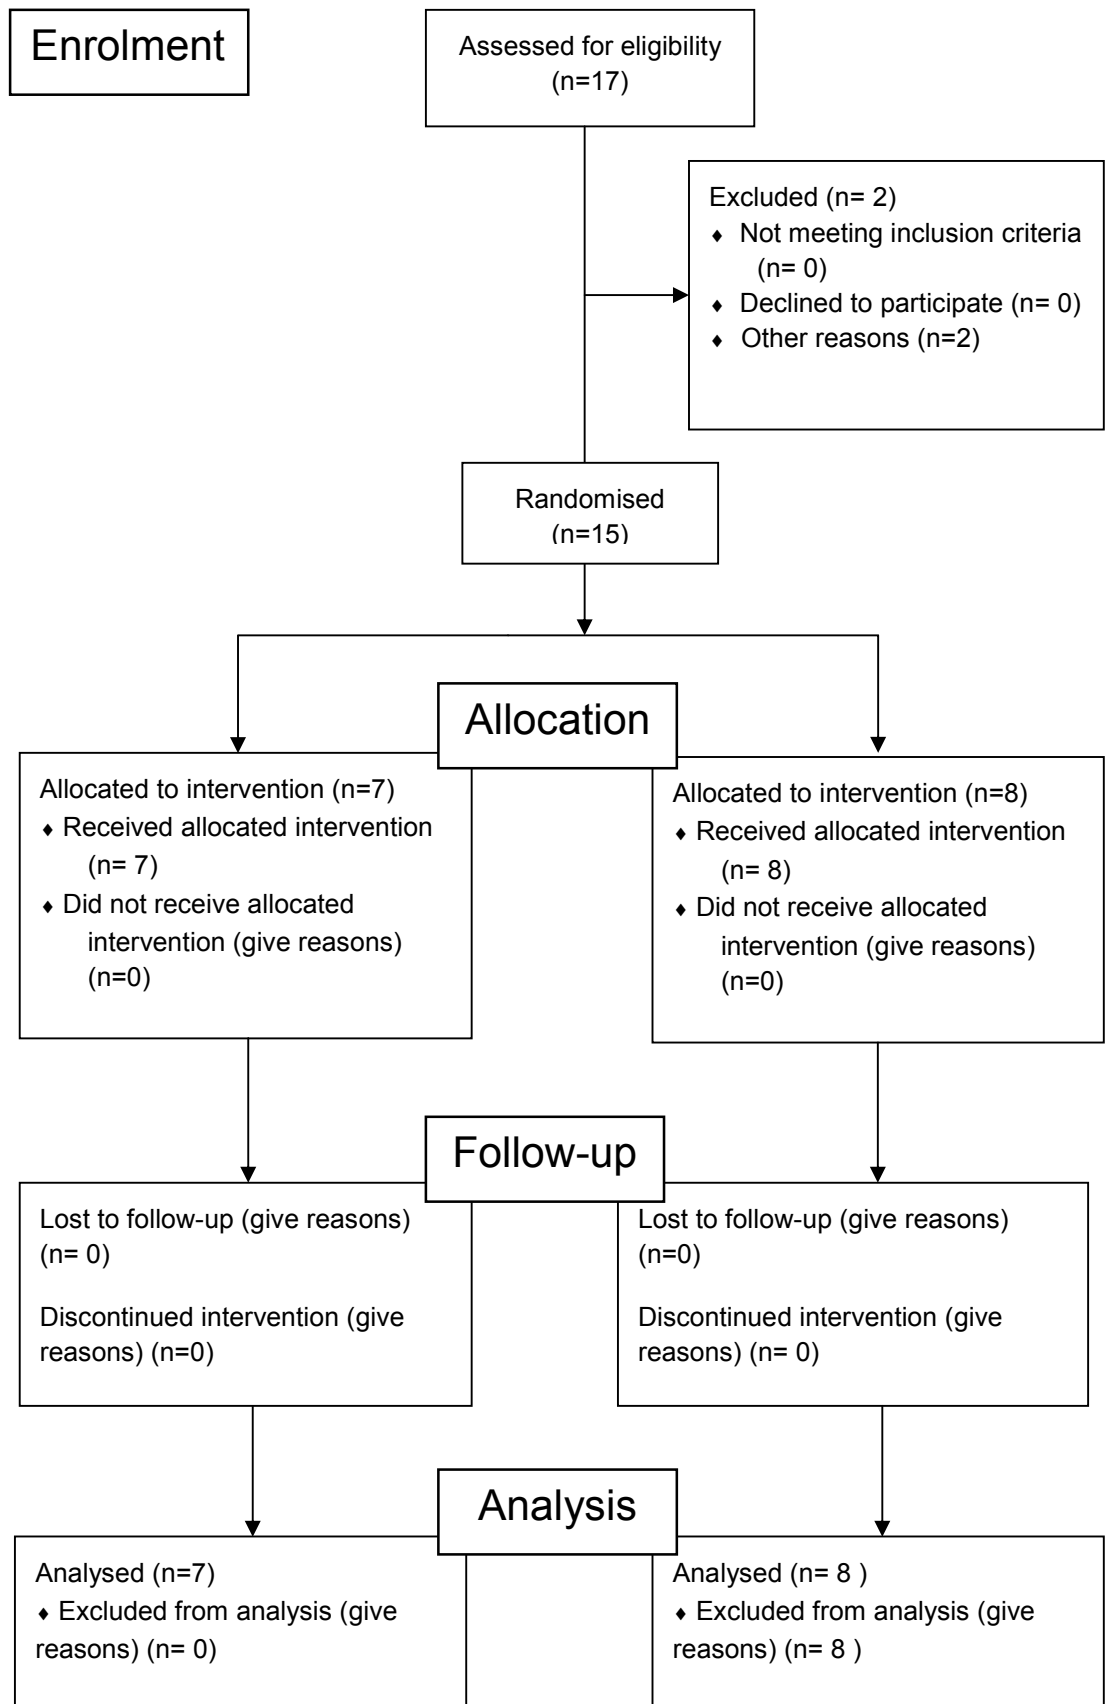 Enrolment
Assessed for eligibility
(n=17)
Excluded (n= 2)
♦ Not meeting inclusion criteria
(n= 0)
♦ Declined to participate (n= 0)
♦ Other reasons (n=2)
Randomised
(n=15)
Allocation
Allocated to intervention (n=7)
♦ Received allocated intervention
(n= 7)
♦ Did not receive allocated
intervention (give reasons)
(n=0)
Allocated to intervention (n=8)
♦ Received allocated intervention
(n= 8)
♦ Did not receive allocated
intervention (give reasons)
(n=0)
Follow-up
Lost to follow-up (give reasons)
(n= 0)
Discontinued intervention (give
reasons) (n=0)
Lost to follow-up (give reasons)
(n=0)
Discontinued intervention (give
reasons) (n= 0)
Analysis
Analysed (n=7)
♦ Excluded from analysis (give
reasons) (n= 0)
Analysed (n= 8 )
♦ Excluded from analysis (give
reasons) (n= 8 )